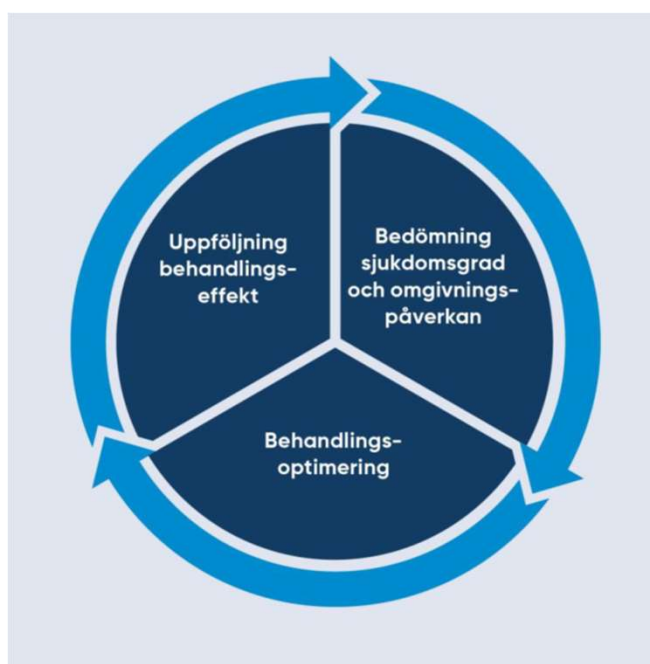 Uppföljning
behandlings-
effekt
Bedömning
sjukdomsgrad
och omgivnings-
påverkan
Behandlings-
optimering